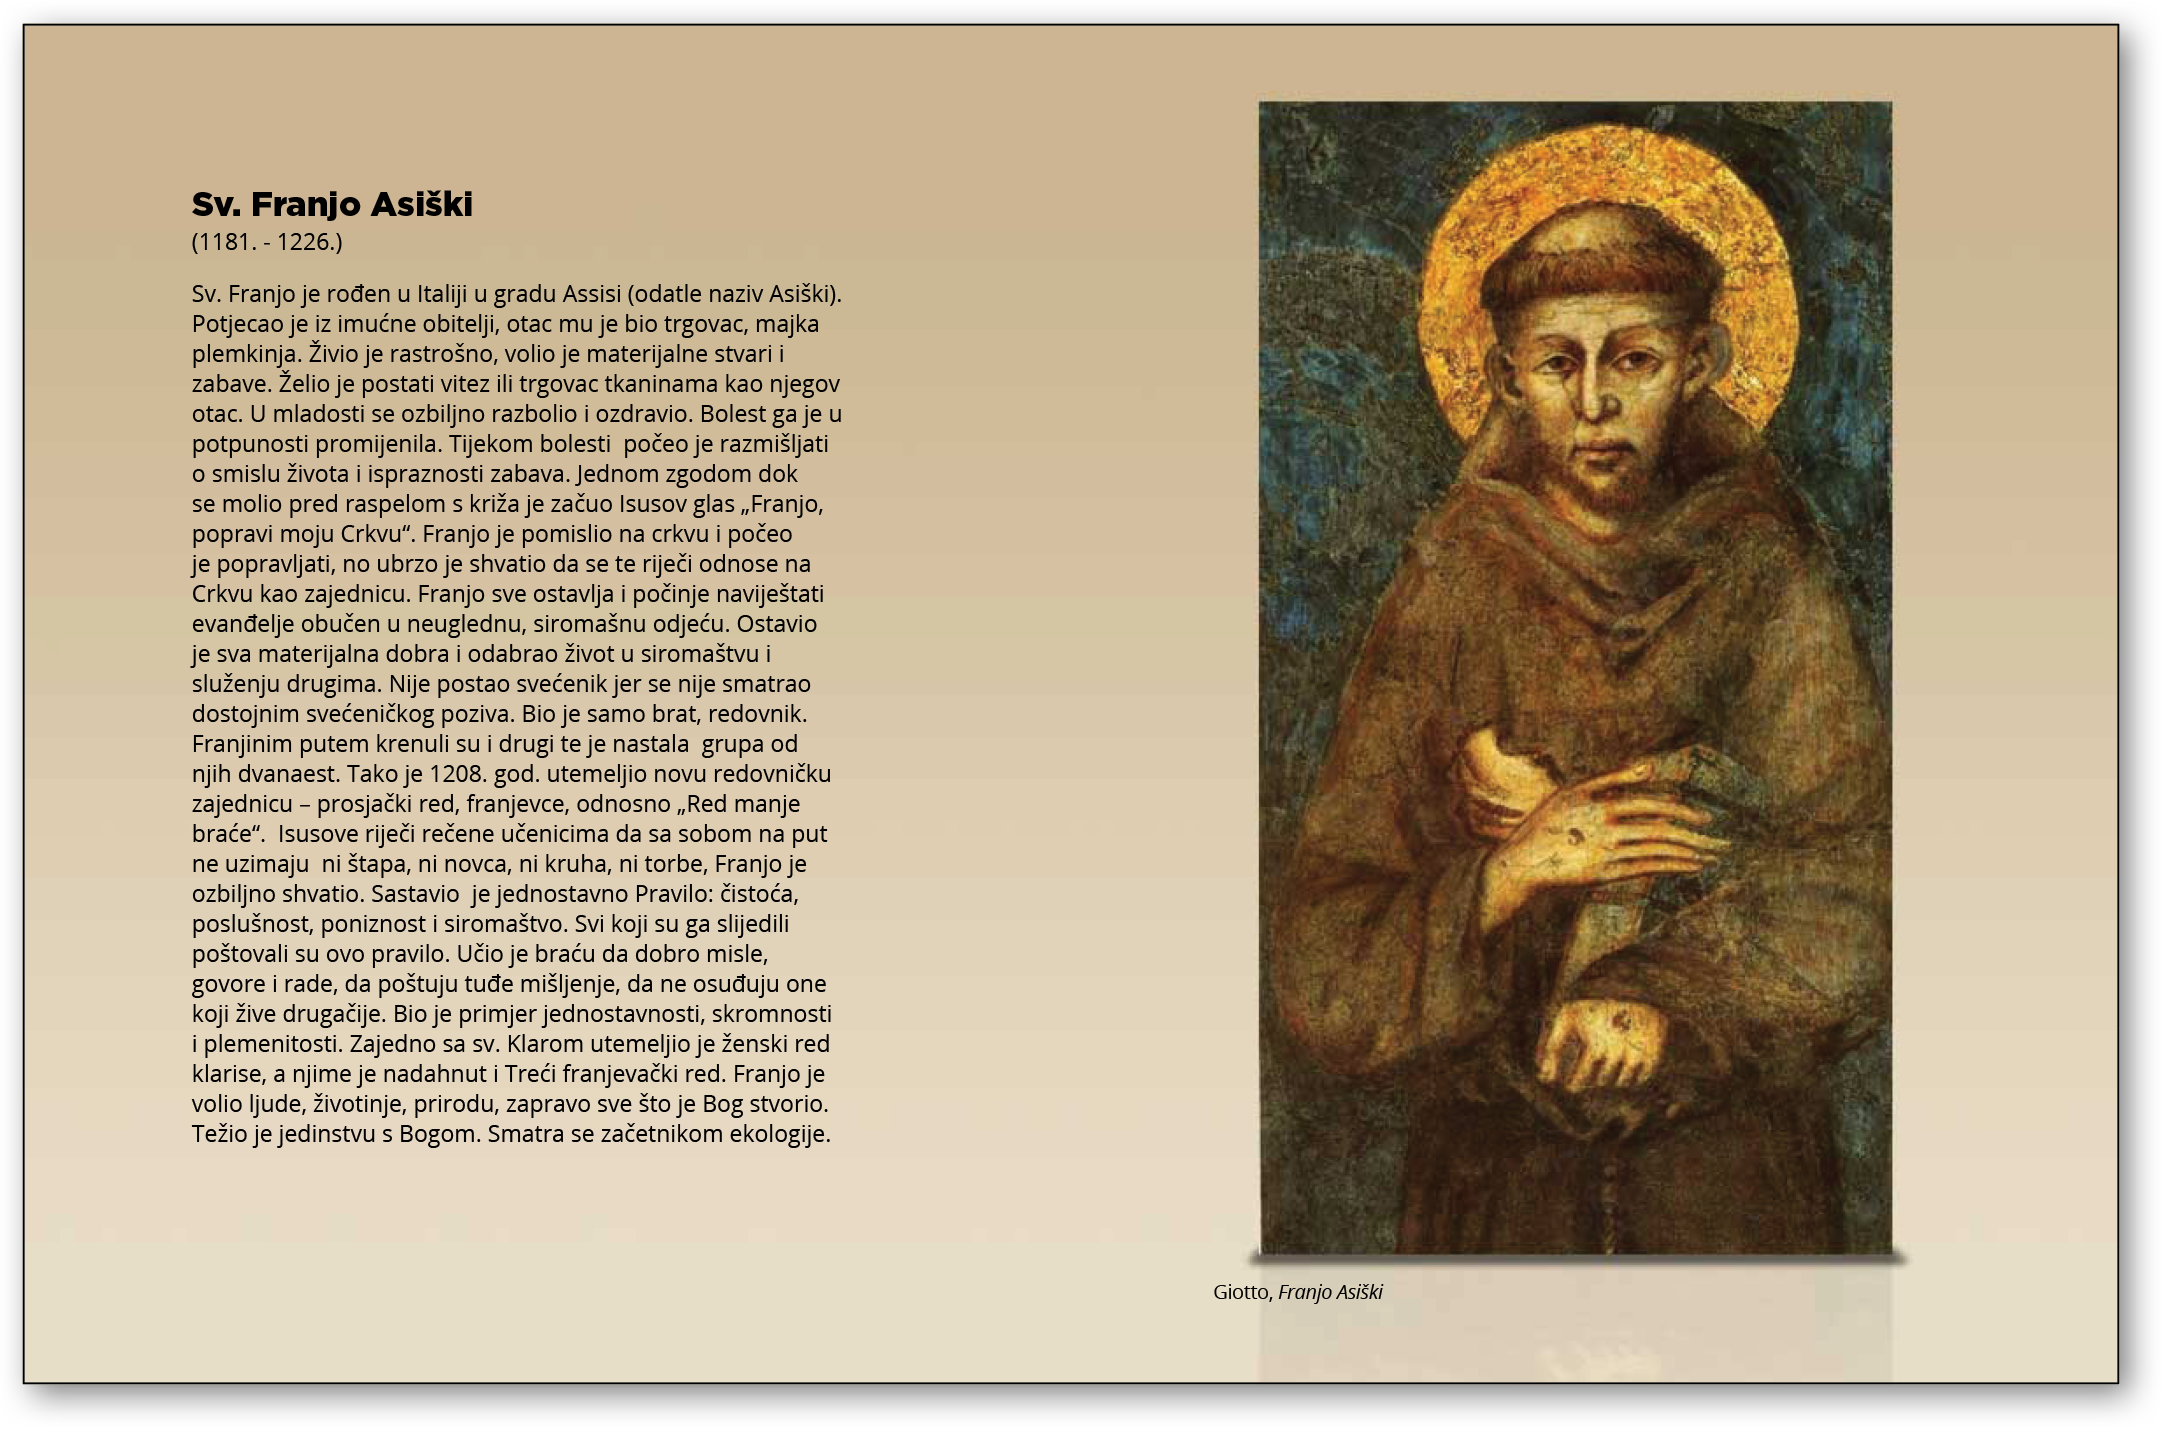 Sv. Franjo Asiški
(1181. - 1226.)
Sv. Franjo je rođen u Italiji u gradu Assisi (odatle naziv Asiški).
Potjecao je iz imućne obitelji, otac mu je bio trgovac, majka
plemkinja. Živio je rastrošno, volio je materijalne stvari i
zabave. Želio je postati vitez ili trgovac tkaninama kao njegov
otac. U mladosti se ozbiljno razbolio i ozdravio. Bolest ga je u
potpunosti promijenila. Tijekom bolesti  počeo je razmišljati
o smislu života i ispraznosti zabava. Jednom zgodom dok
se molio pred raspelom s križa je začuo Isusov glas „Franjo,
popravi moju Crkvu“. Franjo je pomislio na crkvu i počeo
je popravljati, no ubrzo je shvatio da se te riječi odnose na
Crkvu kao zajednicu. Franjo sve ostavlja i počinje naviještati
evanđelje obučen u neuglednu, siromašnu odjeću. Ostavio
je sva materijalna dobra i odabrao život u siromaštvu i
služenju drugima. Nije postao svećenik jer se nije smatrao
dostojnim svećeničkog poziva. Bio je samo brat, redovnik.
Franjinim putem krenuli su i drugi te je nastala  grupa od
njih dvanaest. Tako je 1208. god. utemeljio novu redovničku
zajednicu – prosjački red, franjevce, odnosno „Red manje
braće“.  Isusove riječi rečene učenicima da sa sobom na put
ne uzimaju  ni štapa, ni novca, ni kruha, ni torbe, Franjo je
ozbiljno shvatio. Sastavio  je jednostavno Pravilo: čistoća,
poslušnost, poniznost i siromaštvo. Svi koji su ga slijedili
poštovali su ovo pravilo. Učio je braću da dobro misle,
govore i rade, da poštuju tuđe mišljenje, da ne osuđuju one
koji žive drugačije. Bio je primjer jednostavnosti, skromnosti
i plemenitosti. Zajedno sa sv. Klarom utemeljio je ženski red
klarise, a njime je nadahnut i Treći franjevački red. Franjo je
volio ljude, životinje, prirodu, zapravo sve što je Bog stvorio.
Težio je jedinstvu s Bogom. Smatra se začetnikom ekologije.
Giotto, Franjo Asiški